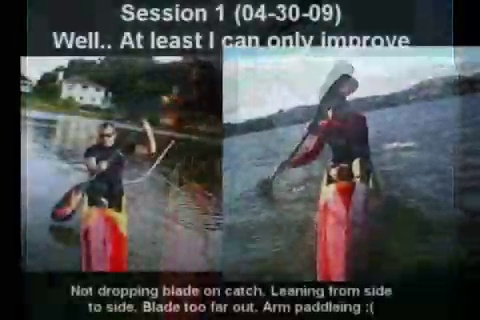 Session 1 (04-30-09)
Well.. At least I can only improve
Not dropping blade on catch. Leaning from side
to side. Blade too far out. Arm paddleing :(